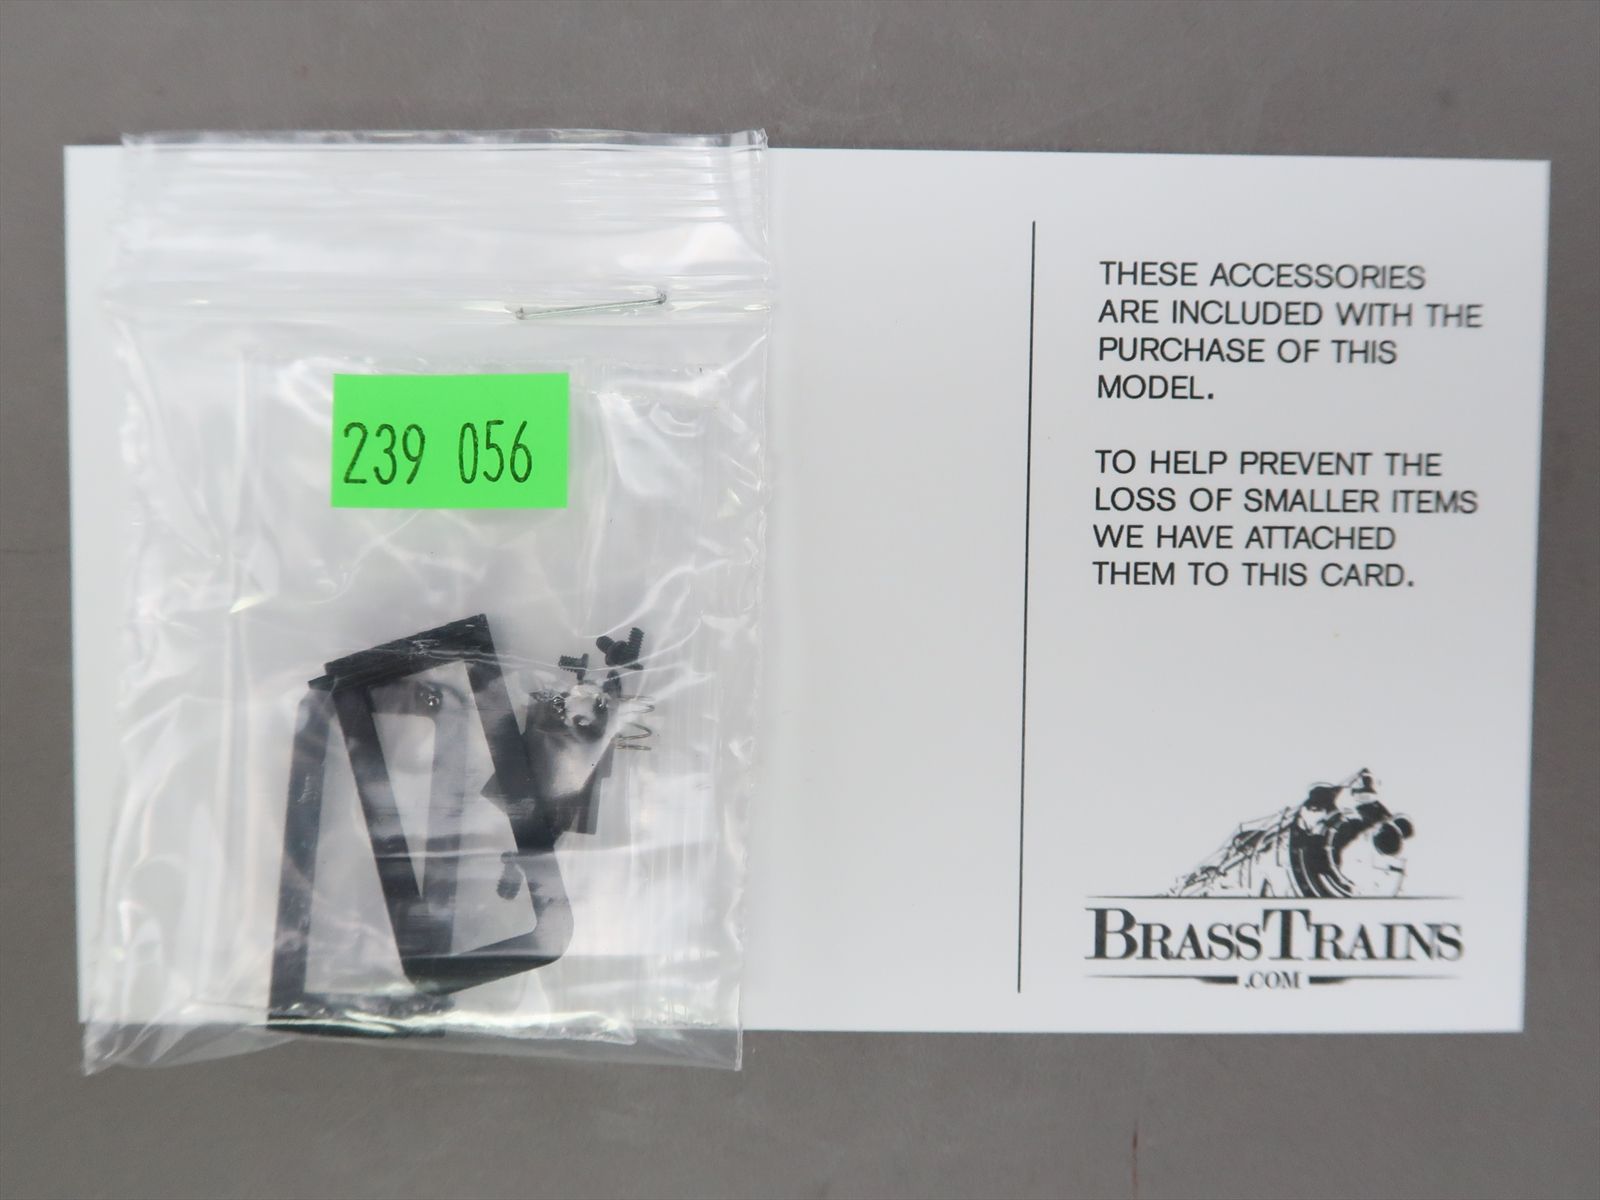 239 056
THESE ACCESSORIES
ARE INCLUDED WITH THE
PURCHASE OF THIS
MODEL.
TO HELP PREVENT THE
LOSS OF SMALLER ITEMS
WE HAVE ATTACHED
THEM TO THIS CARD.
BRASSTRAINS
.COM